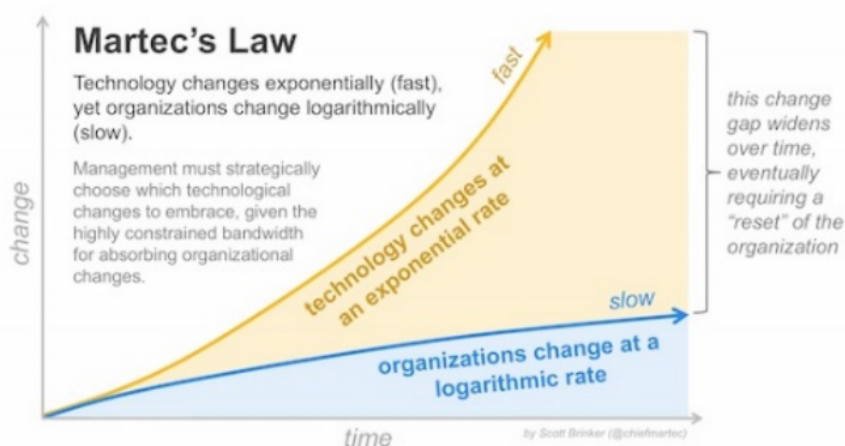 Martec's Law
Technology changes exponentially (fast),
yet organizations change logarithmically
(slow).
Management must strategically
choose which technological
changes to embrace, given the
highly constrained bandwidth
for absorbing organizational
changes.
change
fast
technology changes at
an exponential rate
this change
gap widens
over time,
eventually
requiring a
"reset" of the
organization
slow
organizations change at a
logarithmic rate
time
by Scott Brinker (@chiefmartec)